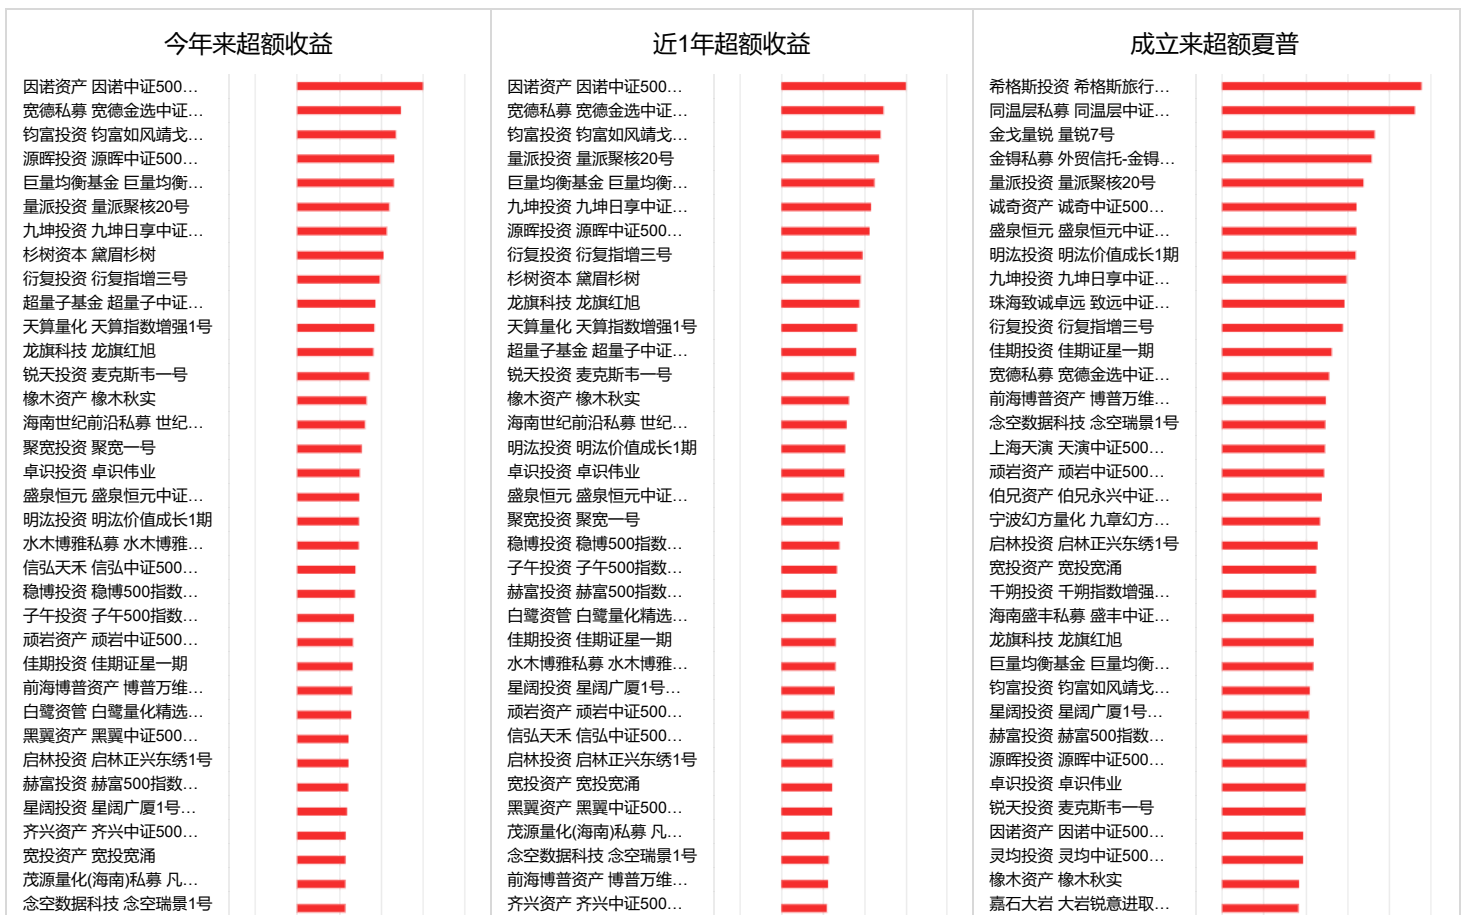 今年来超额收益
因诺资产 因诺中证500…
宽德私募 宽德金选中证…
钧富投资 钧富如风靖戈…
源晖投资 源晖中证500…
巨量均衡基金 巨量均衡…
量派投资 量派聚核20号
九坤投资 九坤日享中证…
杉树资本 黛眉杉树
衍复投资 衍复指增三号
超量子基金 超量子中证…
天算量化 天算指数增强1号
龙旗科技 龙旗红旭
锐天投资 麦克斯韦一号
橡木资产 橡木秋实
海南世纪前沿私募 世纪…
聚宽投资 聚宽一号
卓识投资 卓识伟业
盛泉恒元 盛泉恒元中证…
明汯投资 明汯价值成长1期
水木博雅私募 水木博雅…
信弘天禾 信弘中证500…
稳博投资 稳博500指数…
子午投资 子午500指数…
顽岩资产 顽岩中证500…
佳期投资 佳期证星一期
前海博普资产 博普万维…
白鹭资管 白鹭量化精选…
黑翼资产 黑翼中证500…
启林投资 启林正兴东绣1号
赫富投资 赫富500指数…
星阔投资 星阔广厦1号…
齐兴资产 齐兴中证500…
宽投资产 宽投宽涌
茂源量化(海南)私募 凡…
念空数据科技 念空瑞景1号
近1年超额收益
因诺资产 因诺中证500…
宽德私募 宽德金选中证…
钧富投资 钧富如风靖戈…
量派投资 量派聚核20号
巨量均衡基金 巨量均衡…
九坤投资 九坤日享中证…
源晖投资 源晖中证500…
衍复投资 衍复指增三号
杉树资本 黛眉杉树
龙旗科技 龙旗红旭
天算量化 天算指数增强1号
超量子基金 超量子中证…
锐天投资 麦克斯韦一号
橡木资产 橡木秋实
海南世纪前沿私募 世纪…
明汯投资 明汯价值成长1期
卓识投资 卓识伟业
盛泉恒元 盛泉恒元中证…
聚宽投资 聚宽一号
稳博投资 稳博500指数…
子午投资 子午500指数…
赫富投资 赫富500指数…
白鹭资管 白鹭量化精选…
佳期投资 佳期证星一期
水木博雅私募 水木博雅…
星阔投资 星阔广厦1号…
顽岩资产 顽岩中证500…
信弘天禾 信弘中证500…
启林投资 启林正兴东绣1号
宽投资产 宽投宽涌
黑翼资产 黑翼中证500…
茂源量化(海南)私募 凡…
念空数据科技 念空瑞景1号
前海博普资产 博普万维…
齐兴资产 齐兴中证500…
成立来超额夏普
希格斯投资 希格斯旅行…
同温层私募 同温层中证…
金戈量锐 量锐7号
金锝私募 外贸信托-金锝…
量派投资 量派聚核20号
诚奇资产 诚奇中证500…
盛泉恒元 盛泉恒元中证…
明汯投资 明汯价值成长1期
九坤投资 九坤日享中证…
珠海致诚卓远 致远中证…
衍复投资 衍复指增三号
佳期投资 佳期证星一期
宽德私募 宽德金选中证…
前海博普资产 博普万维…
念空数据科技 念空瑞景1号
上海天演 天演中证500…
顽岩资产 顽岩中证500…
伯兄资产 伯兄永兴中证…
宁波幻方量化 九章幻方…
启林投资 启林正兴东绣1号
宽投资产 宽投宽涌
千朔投资 千朔指数增强…
海南盛丰私募 盛丰中证…
龙旗科技 龙旗红旭
巨量均衡基金 巨量均衡…
钧富投资 钧富如风靖戈…
星阔投资 星阔广厦1号…
赫富投资 赫富500指数…
源晖投资 源晖中证500…
卓识投资 卓识伟业
锐天投资 麦克斯韦一号
因诺资产 因诺中证500…
灵均投资 灵均中证500…
橡木资产 橡木秋实
嘉石大岩 大岩锐意进取…